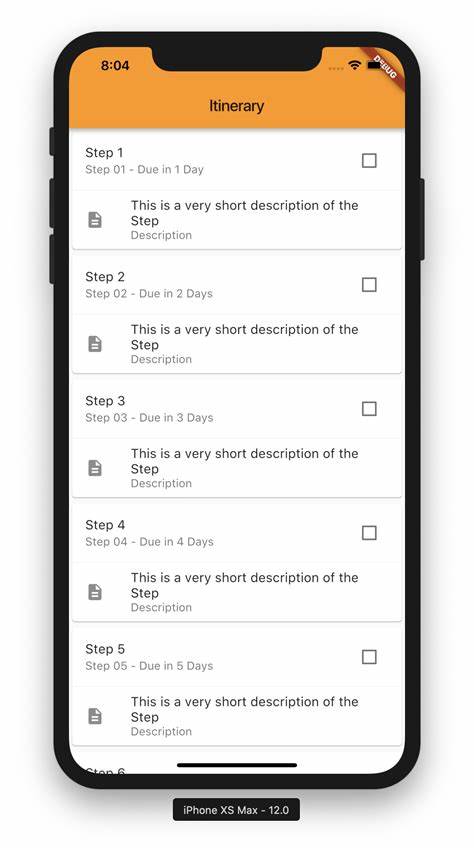 8:04
DEBUG
Itinerary
Step 1
Step 01 - Due in 1 Day
This is a very short description of the
Step
Description
Step 2
Step 02 - Due in 2 Days
This is a very short description of the
Step
Description
Step 3
Step 03 - Due in 3 Days
This is a very short description of the
Step
Description
Step 4
Step 04 - Due in 4 Days
This is a very short description of the
Step
Description
Step 5
Step 05 - Due in 5 Days
This is a very short description of the
Step
Description
Step 6
iPhone XS Max - 12.0